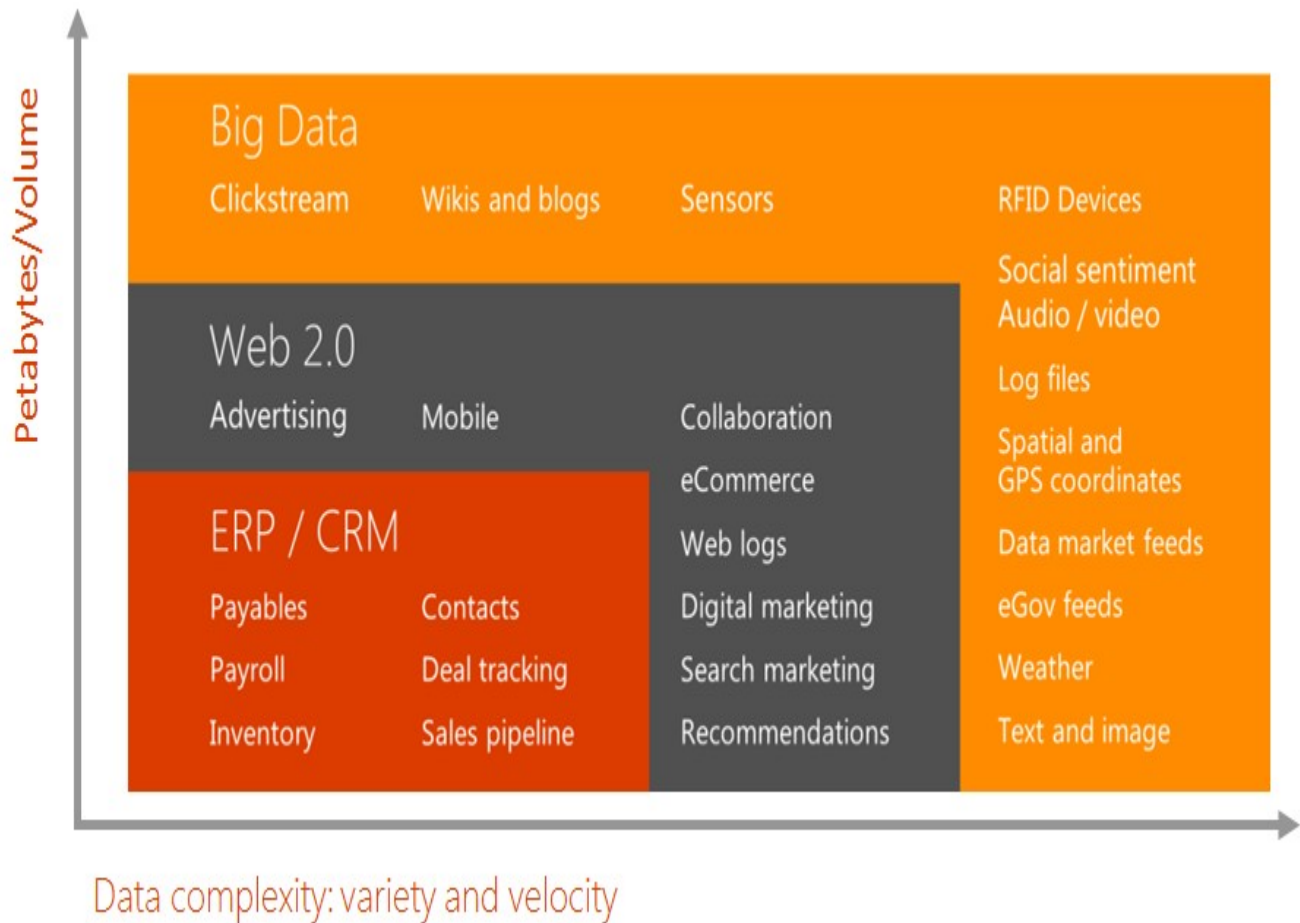 Petabytes/Volume
Big Data
Clickstream
Wikis and blogs
Sensors
RFID Devices
Social sentiment
Audio / video
Log files
Spatial and
GPS coordinates
Data market feeds
eGov feeds
Weather
Text and image
Web 2.0
Advertising
Mobile
Collaboration
eCommerce
Web logs
Digital marketing
Search marketing
Recommendations
ERP / CRM
Payables
Contacts
Payroll
Deal tracking
Inventory
Sales pipeline
Data complexity: variety and velocity